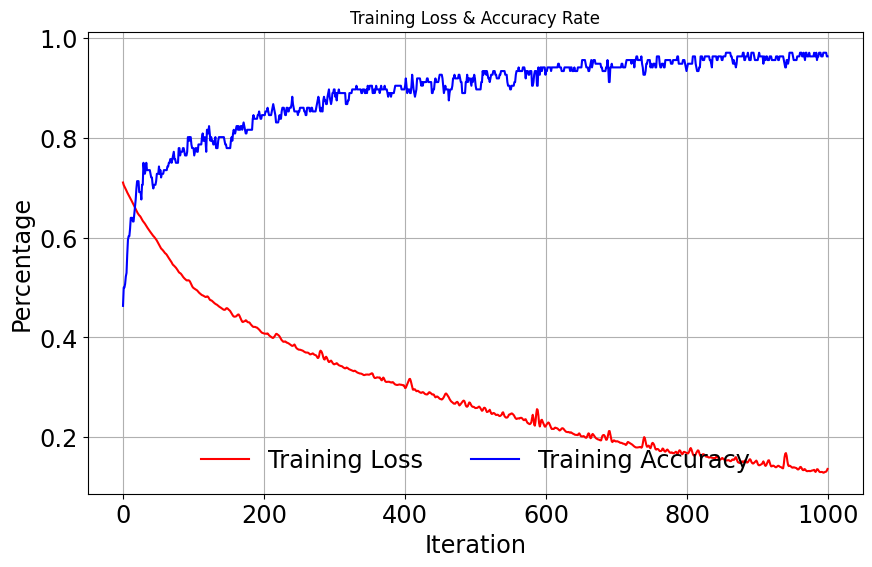 Training Loss & Accuracy Rate
1.0
0.8
0.6
0.4
0.2
Percentage
Training Loss Training Accuracy
0 200 400 600 800 1000
Iteration